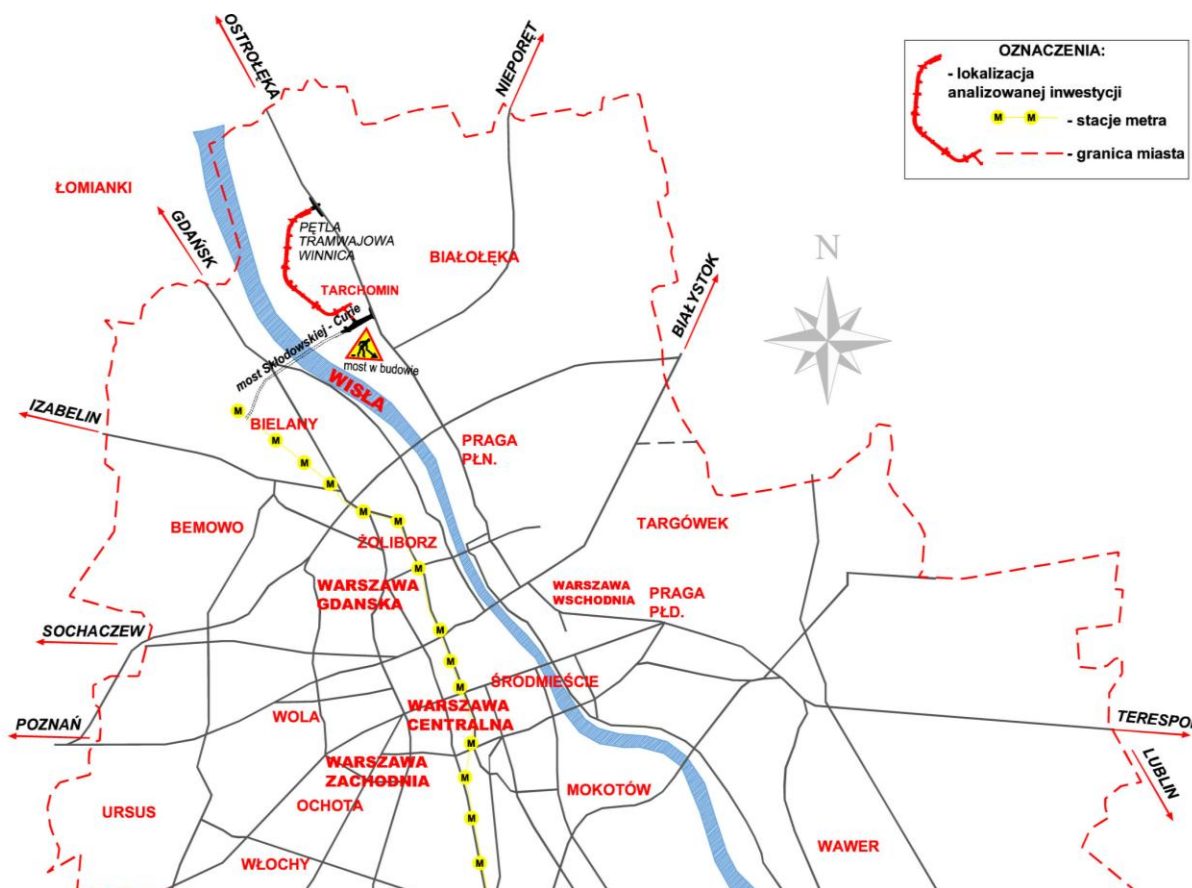 OSTROŁĘKA
NIEPORĘT
OZNACZENIA:
- lokalizacja
analizowanej inwestycji
M M - stacje metra
- granica miasta
ŁOMIANKI
GDAŃSK
PĘTLA
TRAMWAJOWA
WINNICA
BIAŁOŁĘKA
TARCHOMIN
N
BIAŁYSTOK
most Skłodowskiej - Curie
most w budowie
WISŁA
IZABELIN
M
BIELANY
M
M
M
PRAGA
PŁN.
BEMOWO
M
M
ŻOLIBORZ
TARGÓWEK
M
WARSZAWA
GDANSKA
WARSZAWA
WSCHODNIA
PRAGA
PŁD.
SOCHACZEW
M
M
M
ŚRÓDMIEŚCIE
WOLA
WARSZAWA
CENTRALNA
POZNAŃ
TERESPOL
M
WARSZAWA
ZACHODNIA
M
LUBLIN
MOKOTÓW
OCHOTA
URSUS
M
WAWER
WŁOCHY
M